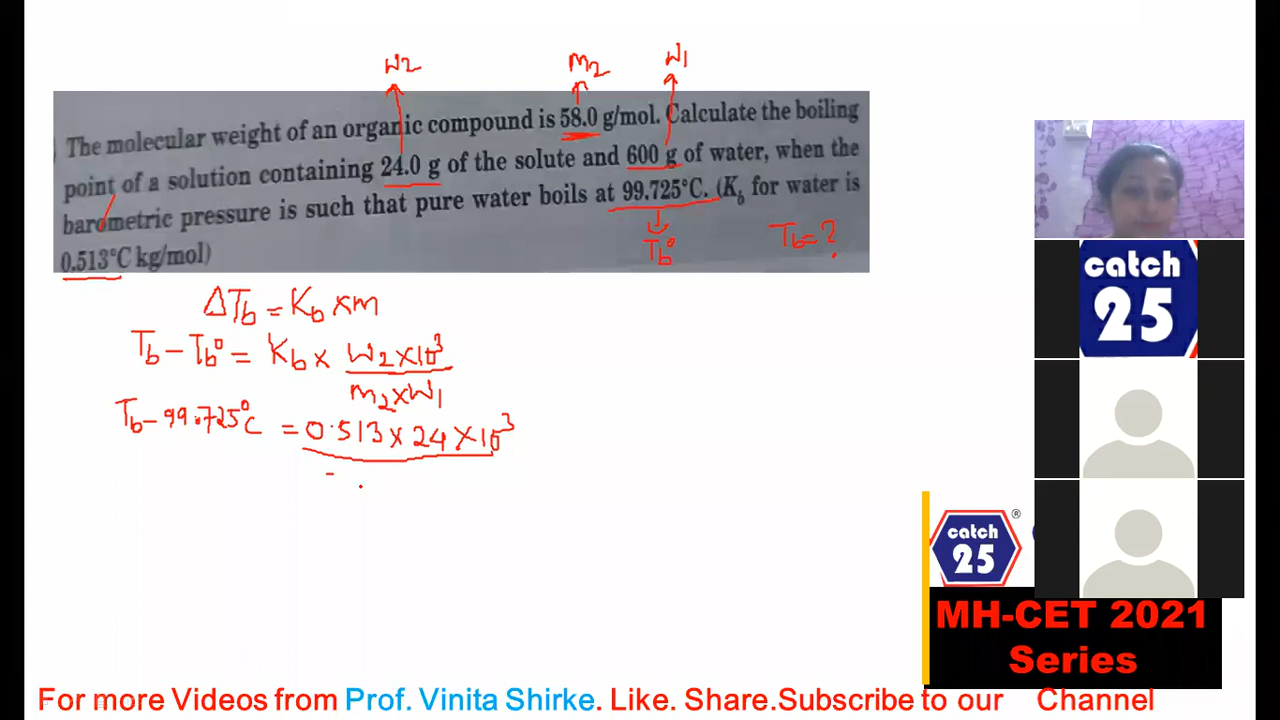 W2
M2
W1
The molecular weight of an organic compound is 58.0 g/mol. Calculate the boiling
point of a solution containing 24.0 g of the solute and 600 g of water, when the
barometric pressure is such that pure water boils at 99.725°C. (Kb for water is
0.513°C kg/mol)
Tb°
Tb = ?
ΔTb = Kb × m
Tb − Tb° = Kb × W2 × 10³
M2 × W1
Tb − 99.725°C = 0.513 × 24 × 10³
catch
25
catch
25
®
MH-CET 2021
Series
For more Videos from Prof. Vinita Shirke. Like. Share.Subscribe to our Channel